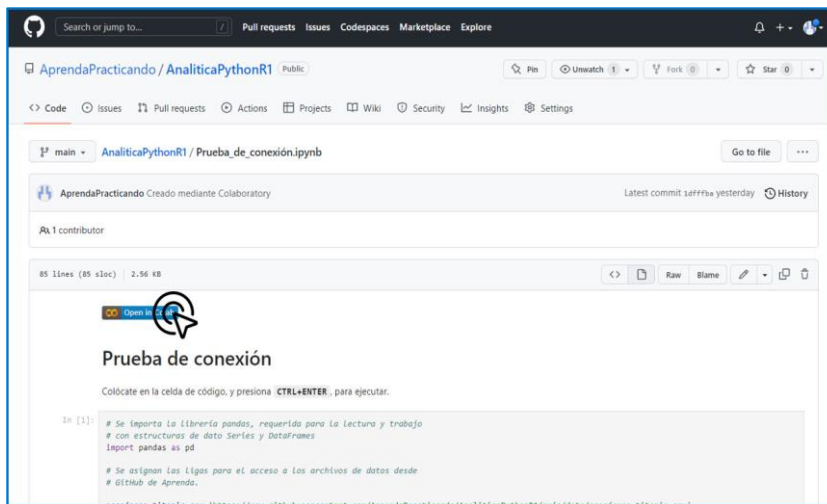 Search or jump to... / Pull requests Issues Codespaces Marketplace Explore
AprendaPracticando / AnaliticaPythonR1 Public Pin Unwatch 1 Fork 0 Star 0
<> Code Issues Pull requests Actions Projects Wiki Security Insights Settings
main AnaliticaPythonR1 / Prueba_de_conexión.ipynb Go to file ...
AprendaPracticando Creado mediante Colaboratory Latest commit 1dfffba yesterday History
1 contributor
85 lines (85 sloc) 2.56 KB <> Raw Blame
Open in Colab
Prueba de conexión
Colócate en la celda de código, y presiona CTRL+ENTER, para ejecutar.
In [1]: # Se importa la librería pandas, requerido para la lectura y trabajo
# con estructuras de dato Series y DataFrames
import pandas as pd
# Se asignan las ligas para el acceso a los archivos de datos desde
# GitHub de Aprenda.